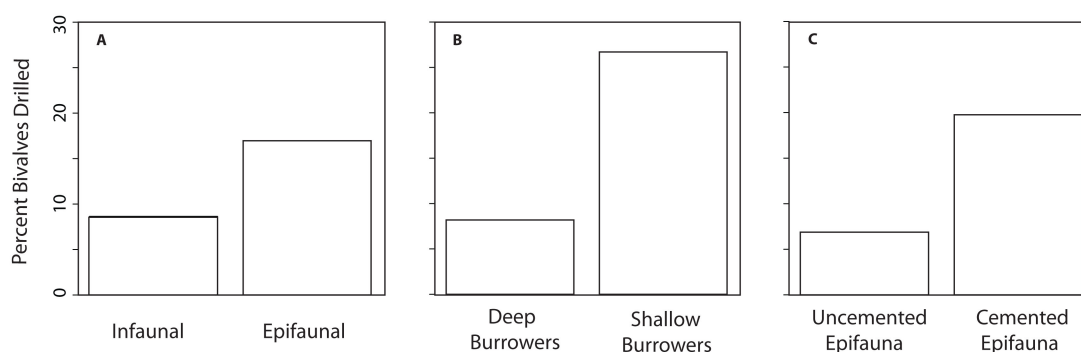 Percent Bivalves Drilled
30
20
10
0
A
Infaunal
Epifaunal
B
Deep
Burrowers
Shallow
Burrowers
C
Uncemented
Epifauna
Cemented
Epifauna